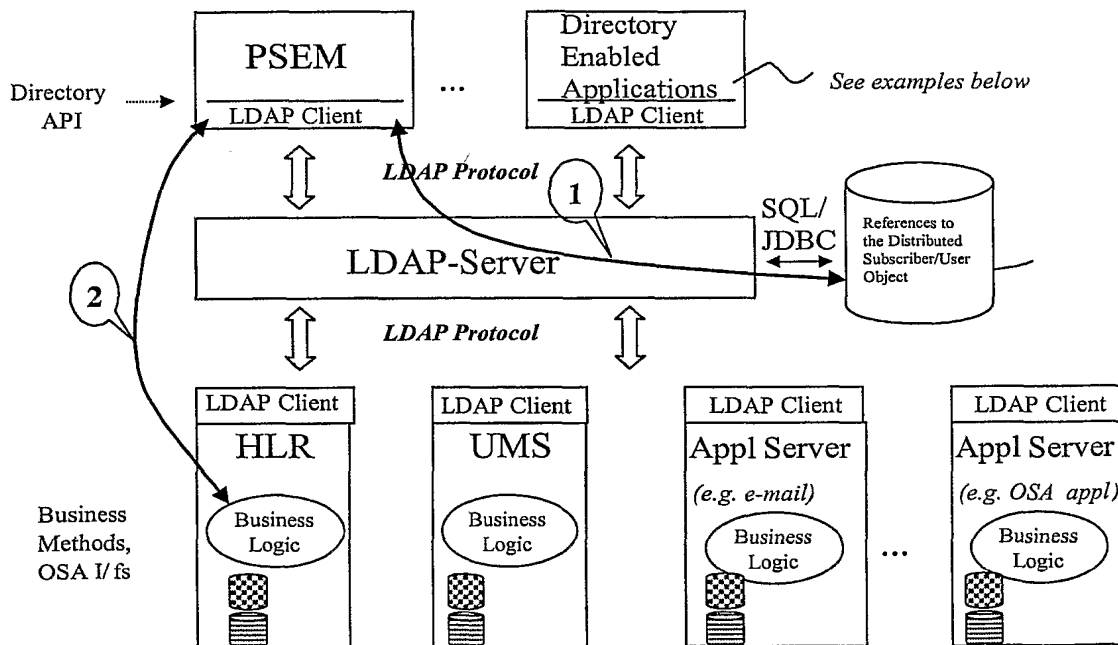 PSEM
LDAP Client
...
Directory
Enabled
Applications
LDAP Client
See examples below
Directory
API
LDAP Protocol
1
SQL/
JDBC
References to
the Distributed
Subscriber/User
Object
LDAP-Server
2
LDAP Protocol
LDAP Client
HLR
Business
Logic
LDAP Client
UMS
Business
Logic
LDAP Client
Appl Server
(e.g. e-mail)
Business
Logic
...
LDAP Client
Appl Server
(e.g. OSA appl)
Business
Logic
Business
Methods,
OSA I/fs